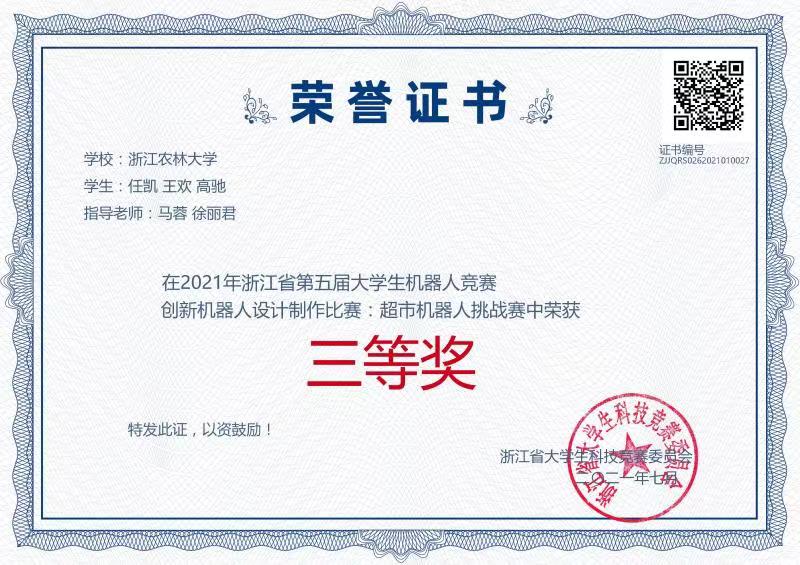 荣誉证书
证书编号
ZJJQRS0262021010027
学校：浙江农林大学
学生：任凯 王欢 高驰
指导老师：马蓉 徐丽君
在2021年浙江省第五届大学生机器人竞赛
创新机器人设计制作比赛：超市机器人挑战赛中荣获
三等奖
特发此证，以资鼓励！
浙江省大学生科技竞赛委员会
二〇二一年七月
浙江省大学生科技竞赛委员会